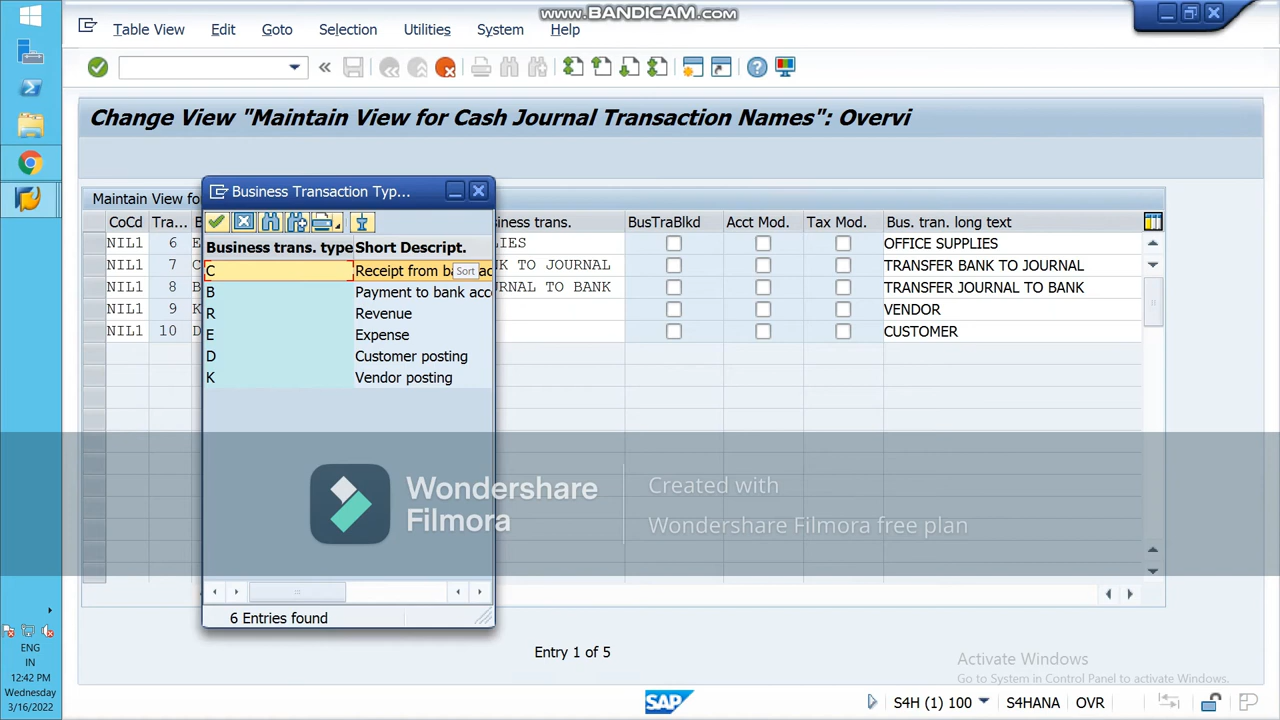 www.BANDICAM.com
Table View Edit Goto Selection Utilities System Help
Change View "Maintain View for Cash Journal Transaction Names": Overvi
Maintain View fo
CoCd Tra... B siness trans. BusTraBlkd Acct Mod. Tax Mod. Bus. tran. long text
NIL1 6 E IES OFFICE SUPPLIES
NIL1 7 C K TO JOURNAL TRANSFER BANK TO JOURNAL
NIL1 8 B RNAL TO BANK TRANSFER JOURNAL TO BANK
NIL1 9 K VENDOR
NIL1 10 D CUSTOMER
Business Transaction Typ...
Business trans. type Short Descript.
C Receipt from ba Sort ac
B Payment to bank acc
R Revenue
E Expense
D Customer posting
K Vendor posting
6 Entries found
Wondershare
Filmora
Created with
Wondershare Filmora free plan
Entry 1 of 5
Activate Windows
Go to System in Control Panel to activate Windows.
SAP
S4H (1) 100 S4HANA OVR
ENG
IN
12:42 PM
Wednesday
3/16/2022